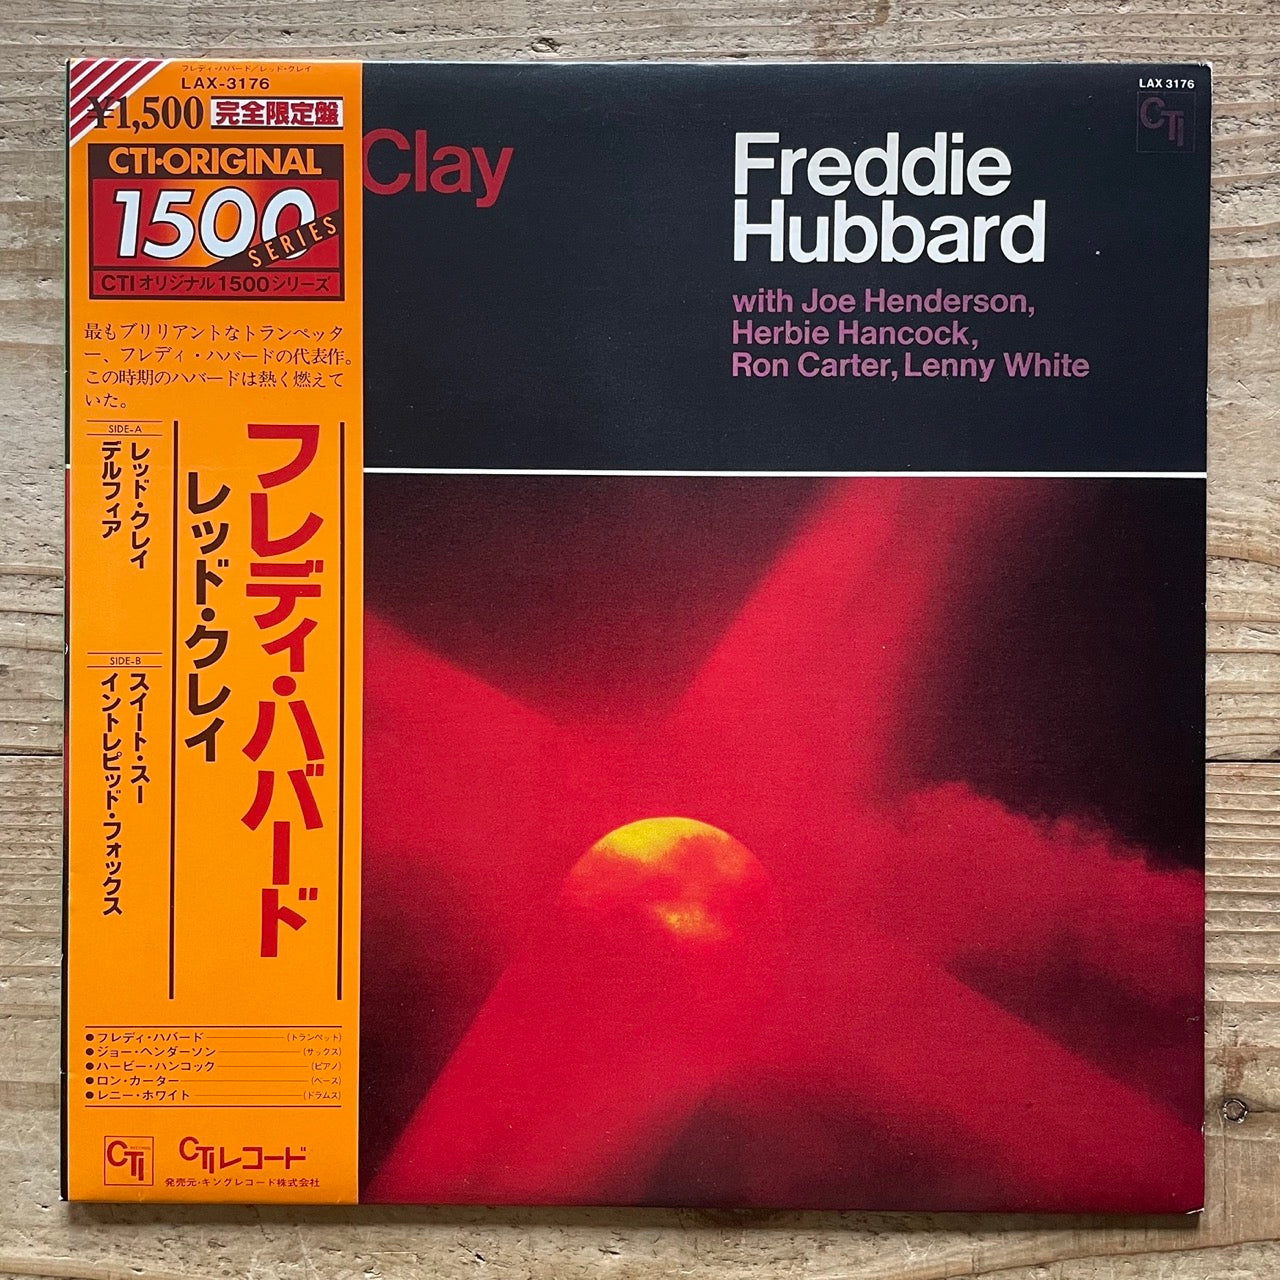 フレディ・ハバード／レッド・クレイ
LAX-3176
¥1,500 完全限定盤
CTI・ORIGINAL
1500
SERIES
CTIオリジナル1500シリーズ
最もブリリアントなトランペッタ
ー、フレディ・ハバードの代表作。
この時期のハバードは熱く燃えて
いた。
フレディ・ハバード
レッド・クレイ
SIDE-A
レッド・クレイ
デルフィア
SIDE-B
スイート・スー
イントレピッド・フォックス
●フレディ・ハバード (トランペット)
●ジョー・ヘンダーソン (サックス)
●ハービー・ハンコック (ピアノ)
●ロン・カーター (ベース)
●レニー・ホワイト (ドラムス)
CTI
CTIレコード
発売元・キングレコード株式会社
Clay
LAX 3176
CTI
Freddie
Hubbard
with Joe Henderson,
Herbie Hancock,
Ron Carter, Lenny White